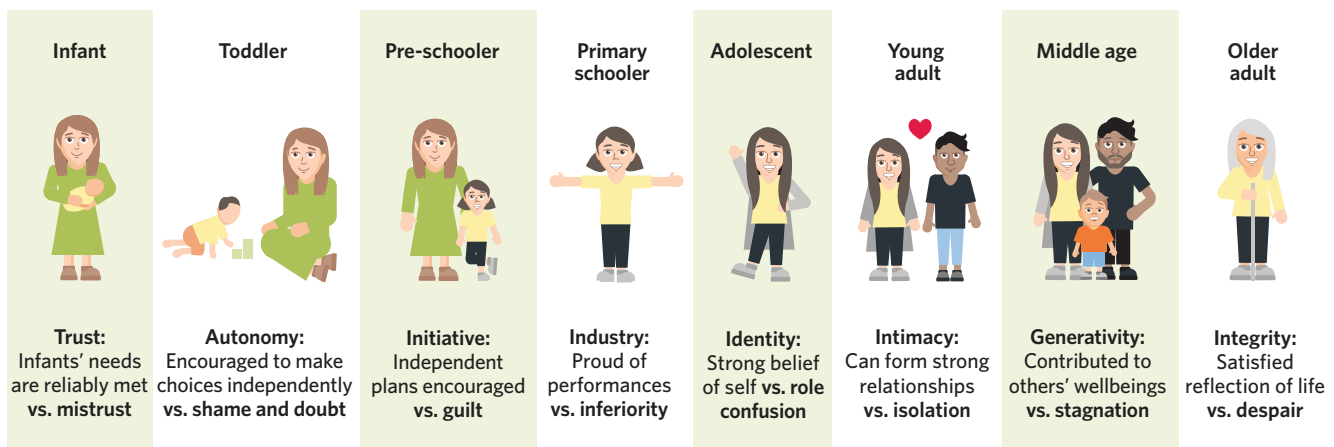 Infant
Toddler
Pre-schooler
Primary
schooler
Adolescent
Young
adult
Middle age
Older
adult
Trust:
Infants’ needs
are reliably met
vs. mistrust
Autonomy:
Encouraged to make
choices independently
vs. shame and doubt
Initiative:
Independent
plans encouraged
vs. guilt
Industry:
Proud of
performances
vs. inferiority
Identity:
Strong belief
of self vs. role
confusion
Intimacy:
Can form strong
relationships
vs. isolation
Generativity:
Contributed to
others’ wellbeings
vs. stagnation
Integrity:
Satisfied
reflection of life
vs. despair